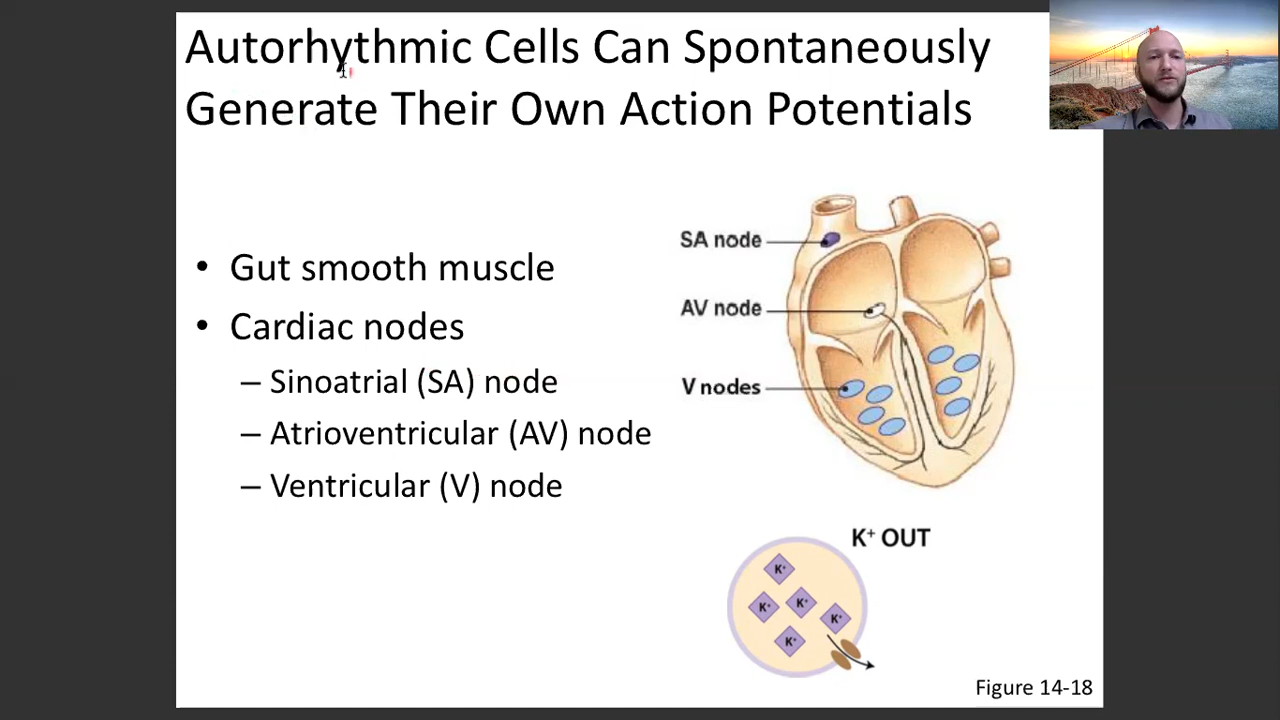 Autorhythmic Cells Can Spontaneously
Generate Their Own Action Potentials
• Gut smooth muscle
• Cardiac nodes
– Sinoatrial (SA) node
– Atrioventricular (AV) node
– Ventricular (V) node
SA node
AV node
V nodes
K⁺ OUT
K⁺
K⁺
K⁺
K⁺
K⁺
Figure 14-18